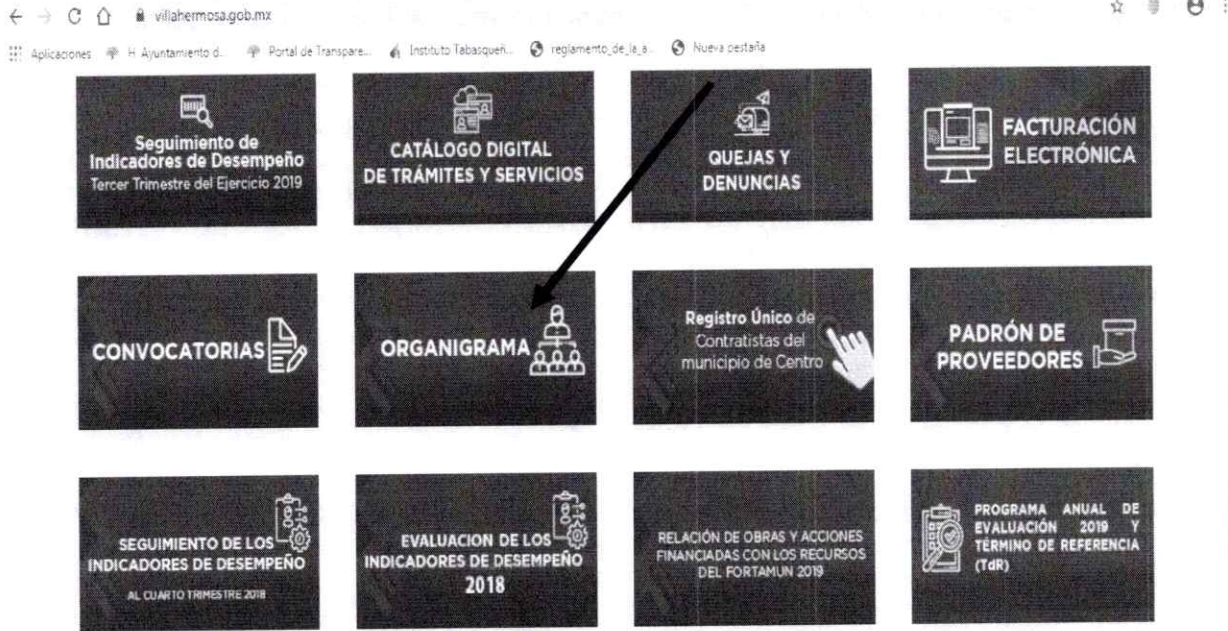 villahermosa.gob.mx
Aplicaciones H. Ayuntamiento d... Portal de Transpare... Instituto Tabasqueñ... reglamento_de_la_a... Nueva pestaña
Seguimiento de
Indicadores de Desempeño
Tercer Trimestre del Ejercicio 2019
CATÁLOGO DIGITAL
DE TRÁMITES Y SERVICIOS
QUEJAS Y
DENUNCIAS
FACTURACIÓN
ELECTRÓNICA
CONVOCATORIAS
ORGANIGRAMA
Registro Único de
Contratistas del
municipio de Centro
PADRÓN DE
PROVEEDORES
SEGUIMIENTO DE LOS
INDICADORES DE DESEMPEÑO
AL CUARTO TRIMESTRE 2018
EVALUACION DE LOS
INDICADORES DE DESEMPEÑO
2018
RELACIÓN DE OBRAS Y ACCIONES
FINANCIADAS CON LOS RECURSOS
DEL FORTAMUN 2019
PROGRAMA ANUAL DE
EVALUACIÓN 2019 Y
TÉRMINO DE REFERENCIA
(TdR)